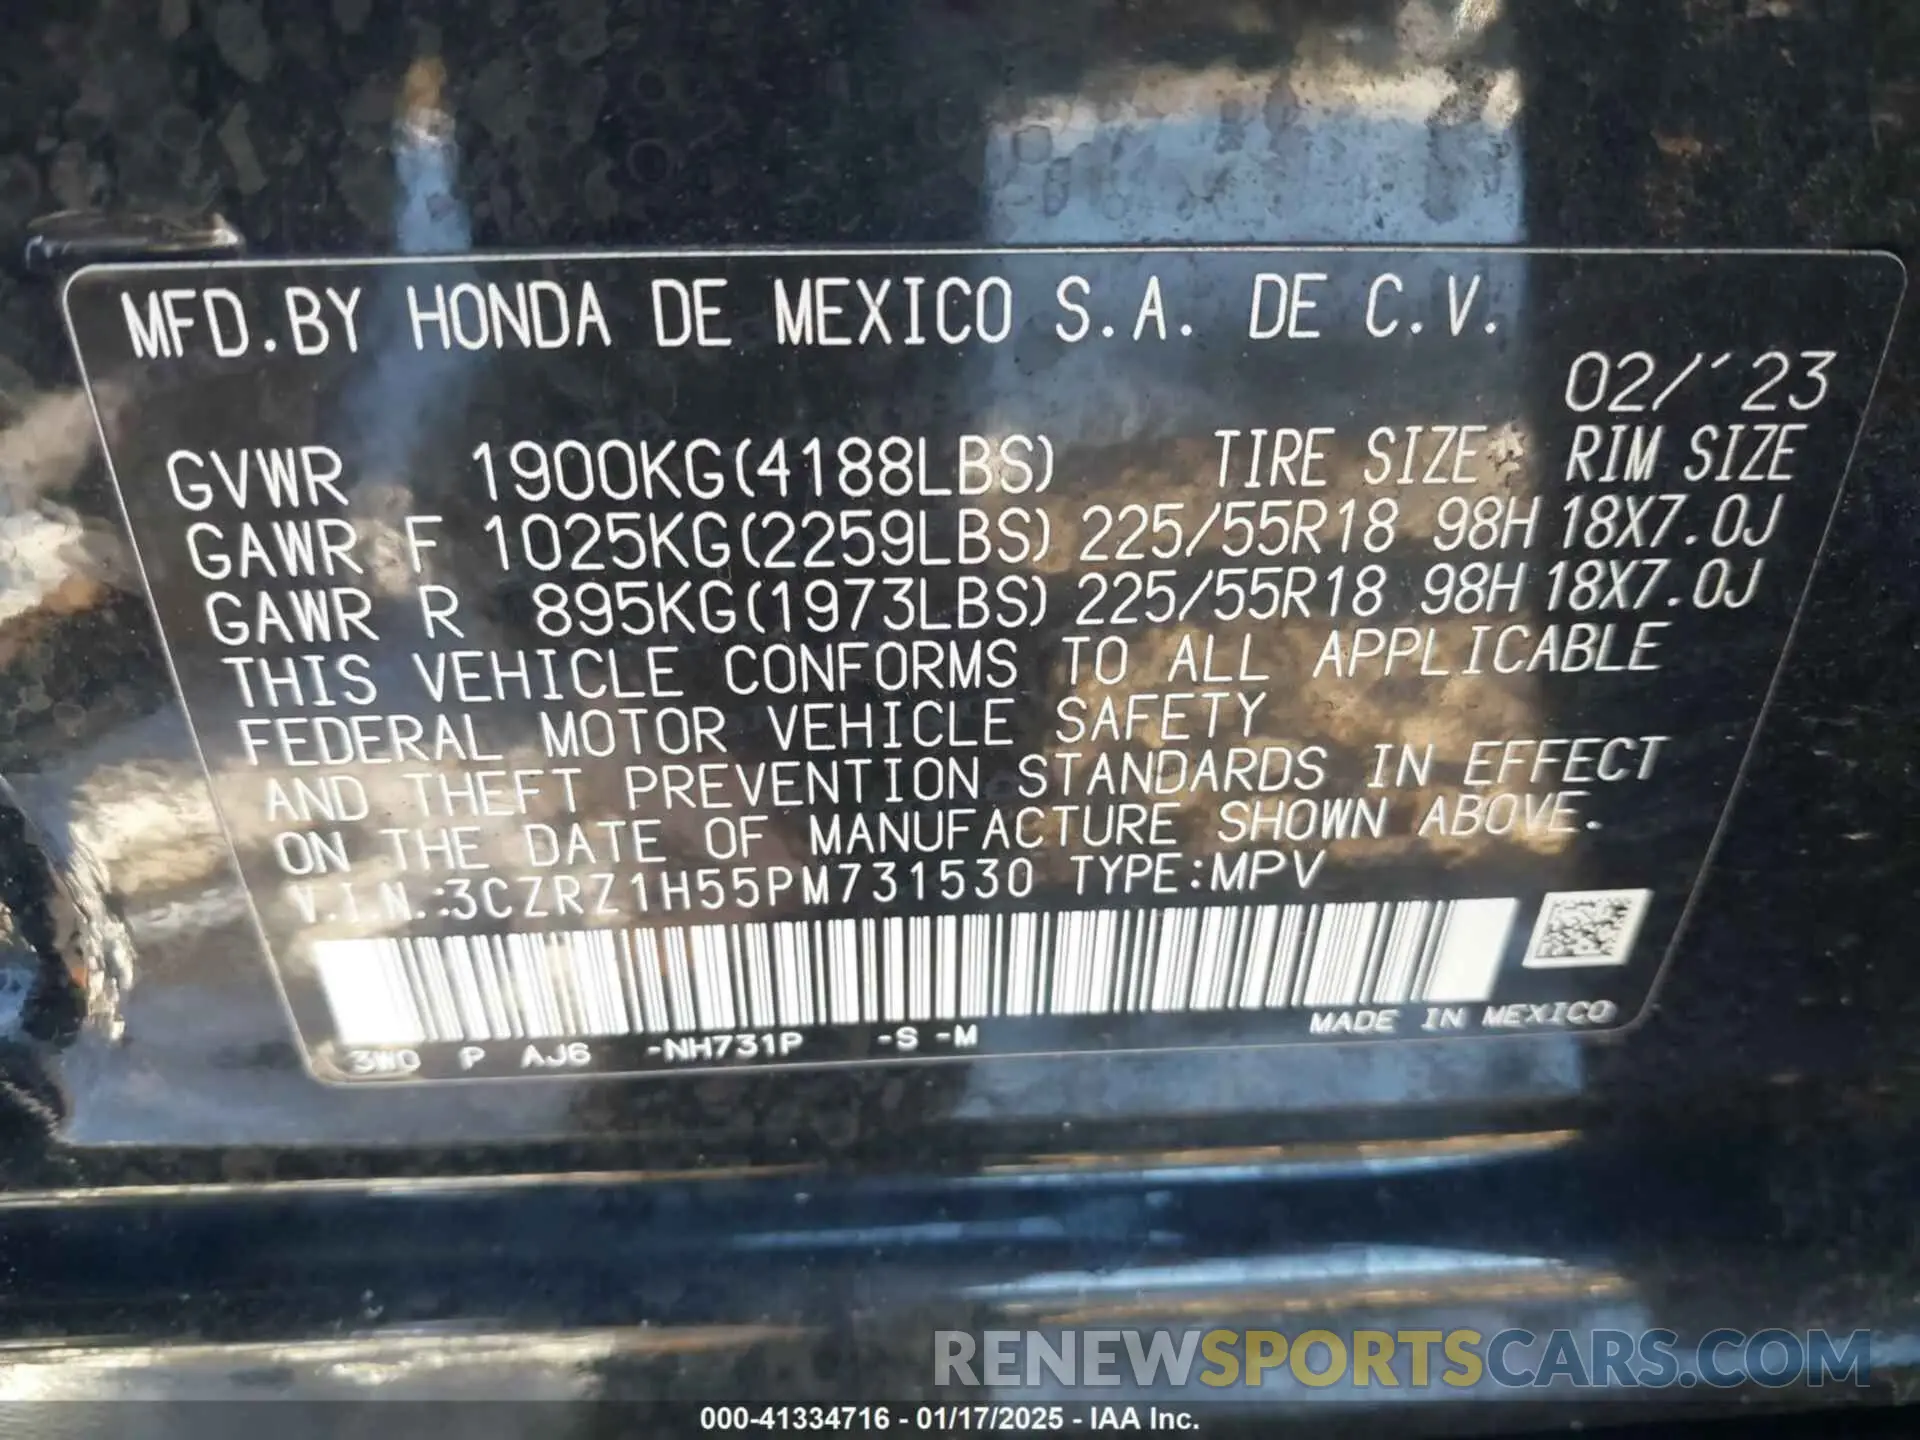 MFD.BY HONDA DE MEXICO S.A. DE C.V.
02/'23
GVWR 1900KG(4188LBS) TIRE SIZE RIM SIZE
GAWR F 1025KG(2259LBS) 225/55R18 98H 18X7.0J
GAWR R 895KG(1973LBS) 225/55R18 98H 18X7.0J
THIS VEHICLE CONFORMS TO ALL APPLICABLE
FEDERAL MOTOR VEHICLE SAFETY
AND THEFT PREVENTION STANDARDS IN EFFECT
ON THE DATE OF MANUFACTURE SHOWN ABOVE.
V.I.N.:3CZRZ1H55PM731530 TYPE:MPV
3W0 P AJ6 -NH731P -S -M MADE IN MEXICO
RENEWSPORTSCARS.COM
000-41334716 - 01/17/2025 - IAA Inc.